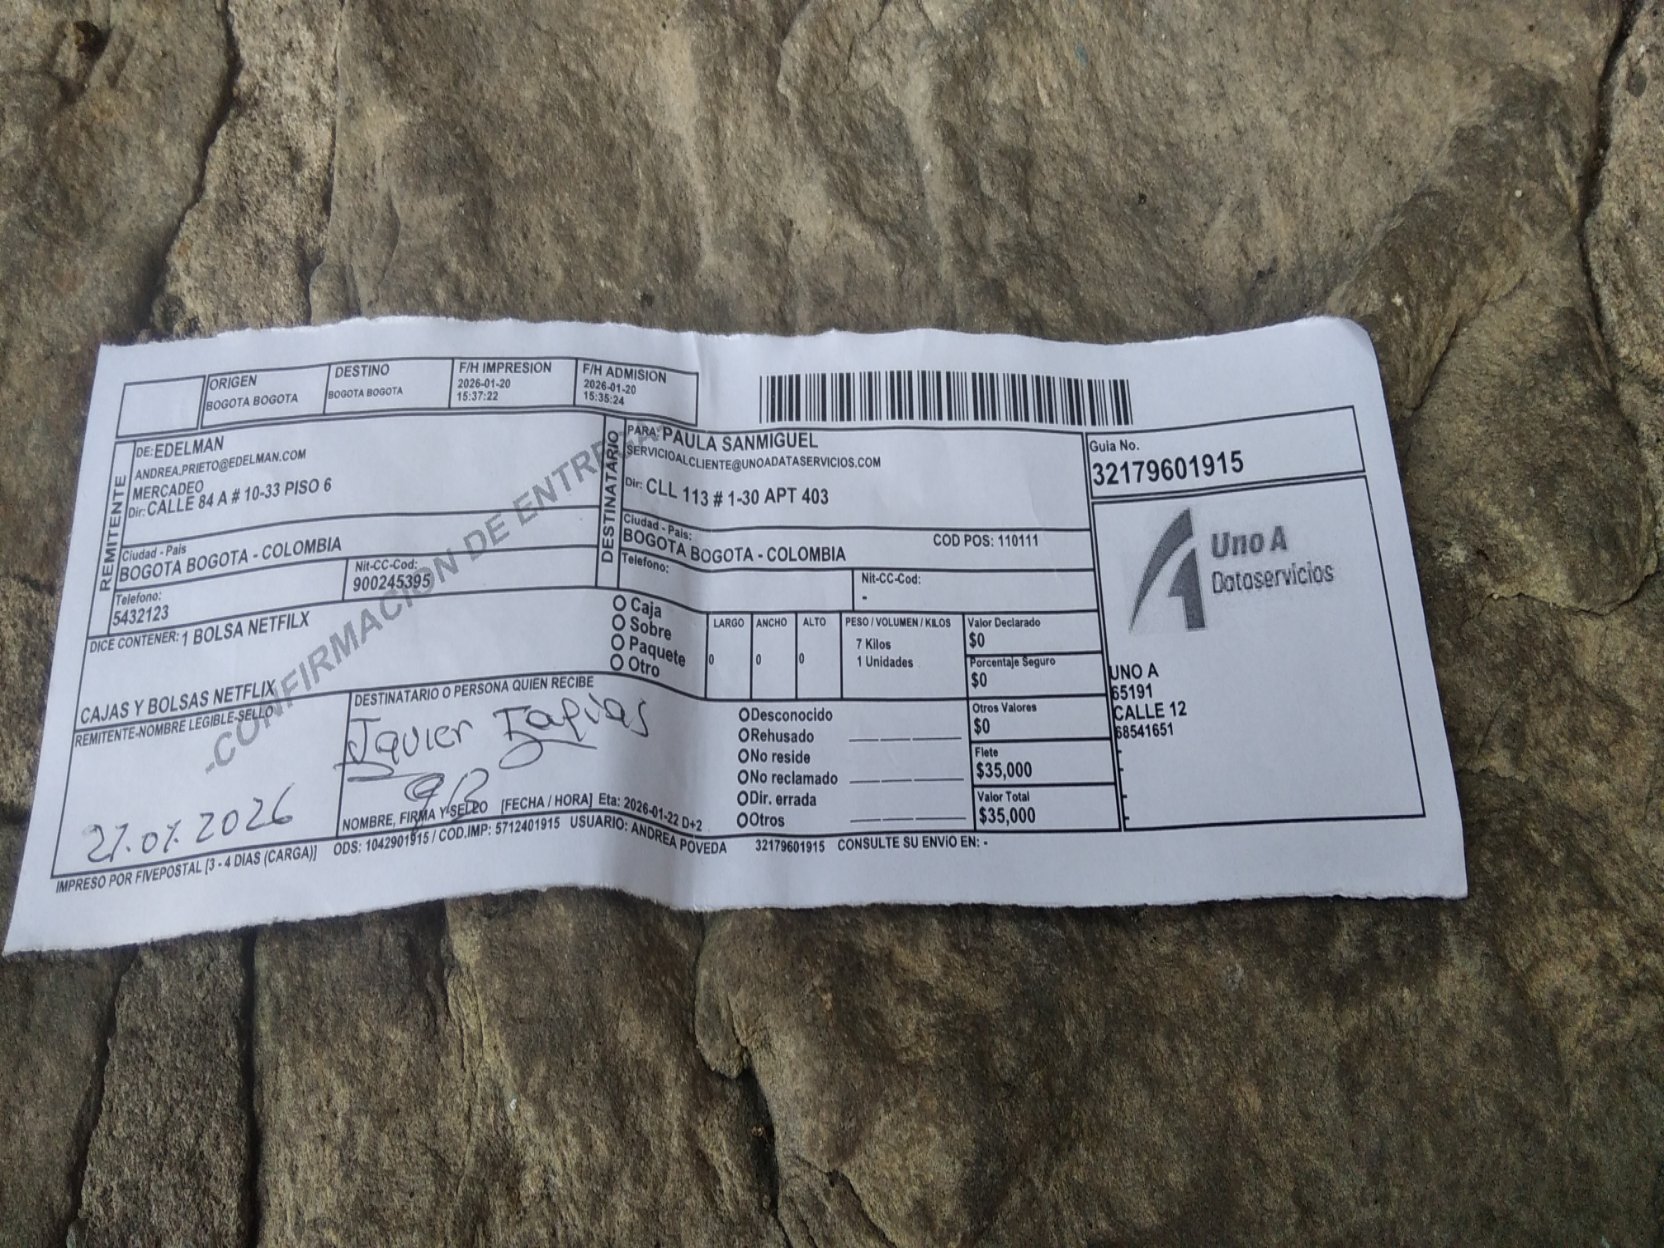 ORIGEN
BOGOTA BOGOTA
DESTINO
BOGOTA BOGOTA
F/H IMPRESION
2026-01-20
15:37:22
F/H ADMISION
2026-01-20
15:35:24
REMITENTE
DE: EDELMAN
ANDREA.PRIETO@EDELMAN.COM
MERCADEO
Dir: CALLE 84 A # 10-33 PISO 6
Ciudad - Pais
BOGOTA BOGOTA - COLOMBIA
Telefono:
5432123
Nit-CC-Cod:
900245395
DESTINATARIO
PARA: PAULA SANMIGUEL
SERVICIOALCLIENTE@UNOADATASERVICIOS.COM
Dir: CLL 113 # 1-30 APT 403
Ciudad - Pais:
BOGOTA BOGOTA - COLOMBIA
COD POS: 110111
Telefono:
Nit-CC-Cod:
-
Guia No.
32179601915
Uno A
Dataservicios
UNO A
65191
CALLE 12
68541651
-
-
-
-
DICE CONTENER: 1 BOLSA NETFILX
CAJAS Y BOLSAS NETFLIX
-CONFIRMACION DE ENTREGA-
Caja
Sobre
Paquete
Otro
LARGO
0
ANCHO
0
ALTO
0
PESO / VOLUMEN / KILOS
7 Kilos
1 Unidades
Valor Declarado
$0
Porcentaje Seguro
$0
Otros Valores
$0
Flete
$35,000
Valor Total
$35,000
REMITENTE-NOMBRE LEGIBLE-SELLO
DESTINATARIO O PERSONA QUIEN RECIBE
Javier Tapias
NOMBRE, FIRMA Y SELLO [FECHA / HORA] Eta: 2026-01-22 D+2
Desconocido
Rehusado
No reside
No reclamado
Dir. errada
Otros
IMPRESO POR FIVEPOSTAL [3 - 4 DIAS (CARGA)] ODS: 1042901915 / COD.IMP: 5712401915 USUARIO: ANDREA POVEDA 32179601915 CONSULTE SU ENVIO EN: -